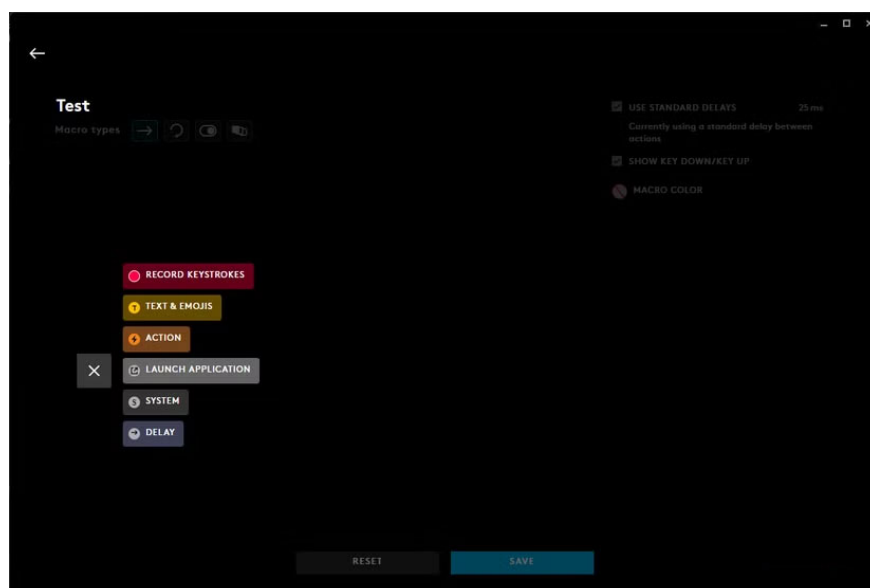 Test
Macro types
USE STANDARD DELAYS 25 ms
Currently using a standard delay between
actions
SHOW KEY DOWN/KEY UP
MACRO COLOR
RECORD KEYSTROKES
TEXT & EMOJIS
ACTION
LAUNCH APPLICATION
SYSTEM
DELAY
RESET SAVE